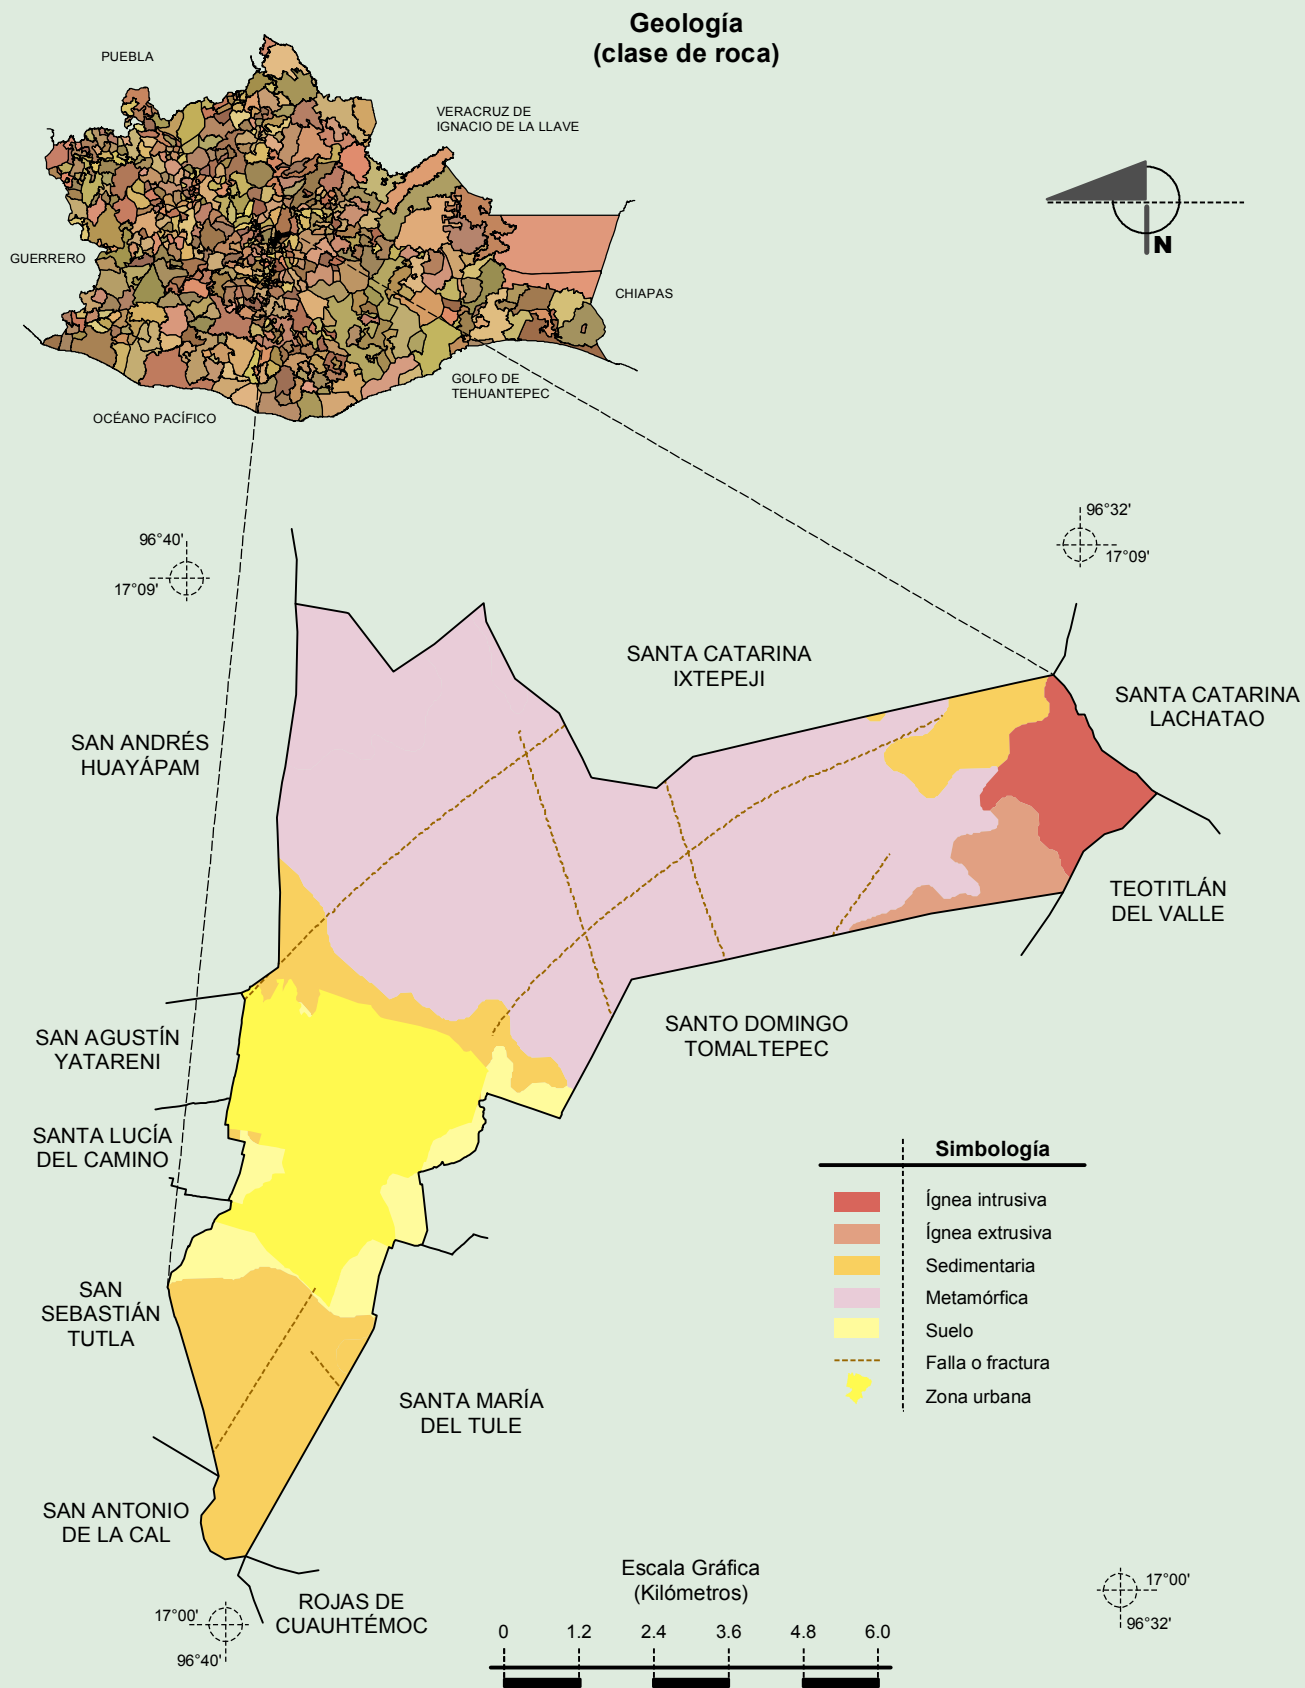 Geología
(clase de roca)
PUEBLA
VERACRUZ DE
IGNACIO DE LA LLAVE
GUERRERO
CHIAPAS
GOLFO DE
TEHUANTEPEC
OCÉANO PACÍFICO
N
96°40'
17°09'
96°32'
17°09'
SANTA CATARINA
IXTEPEJI
SANTA CATARINA
LACHATAO
SAN ANDRÉS
HUAYÁPAM
TEOTITLÁN
DEL VALLE
SAN AGUSTÍN
YATARENI
SANTO DOMINGO
TOMALTEPEC
SANTA LUCÍA
DEL CAMINO
SAN
SEBASTIÁN
TUTLA
SANTA MARÍA
DEL TULE
SAN ANTONIO
DE LA CAL
ROJAS DE
CUAUHTÉMOC
Simbología
Ígnea intrusiva
Ígnea extrusiva
Sedimentaria
Metamórfica
Suelo
Falla o fractura
Zona urbana
17°00'
96°40'
Escala Gráfica
(Kilómetros)
0 1.2 2.4 3.6 4.8 6.0
17°00'
96°32'